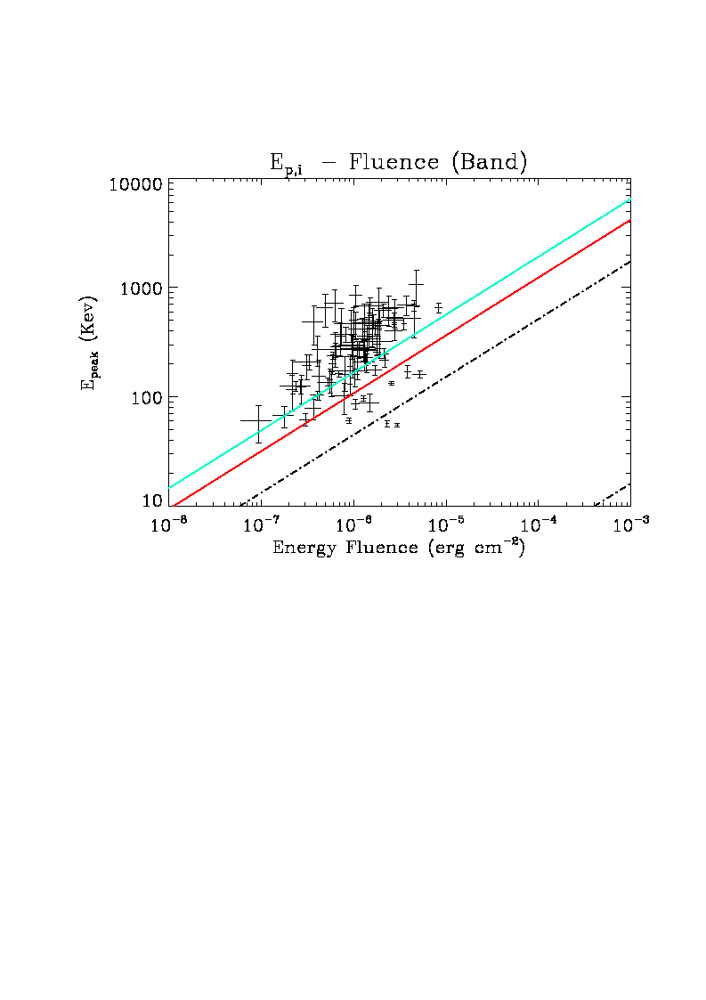 E_p,i − Fluence (Band)
10000
1000
100
10
E_peak (Kev)
10^−8 10^−7 10^−6 10^−5 10^−4 10^−3
Energy Fluence (erg cm^−2)